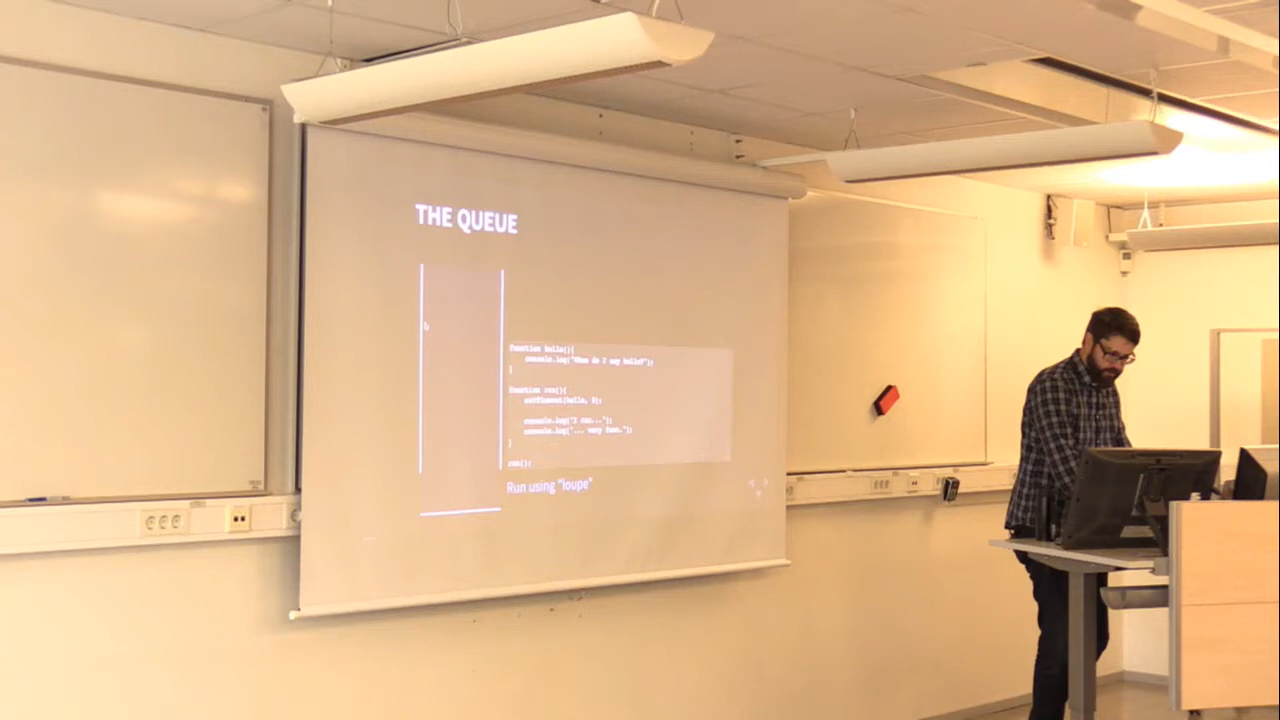 THE QUEUE
function hello(){
console.log("When do I say hello?");
}
function run(){
setTimeout(hello, 0);
console.log("I run...");
console.log("... very fast.");
}
run();
Run using "loupe"